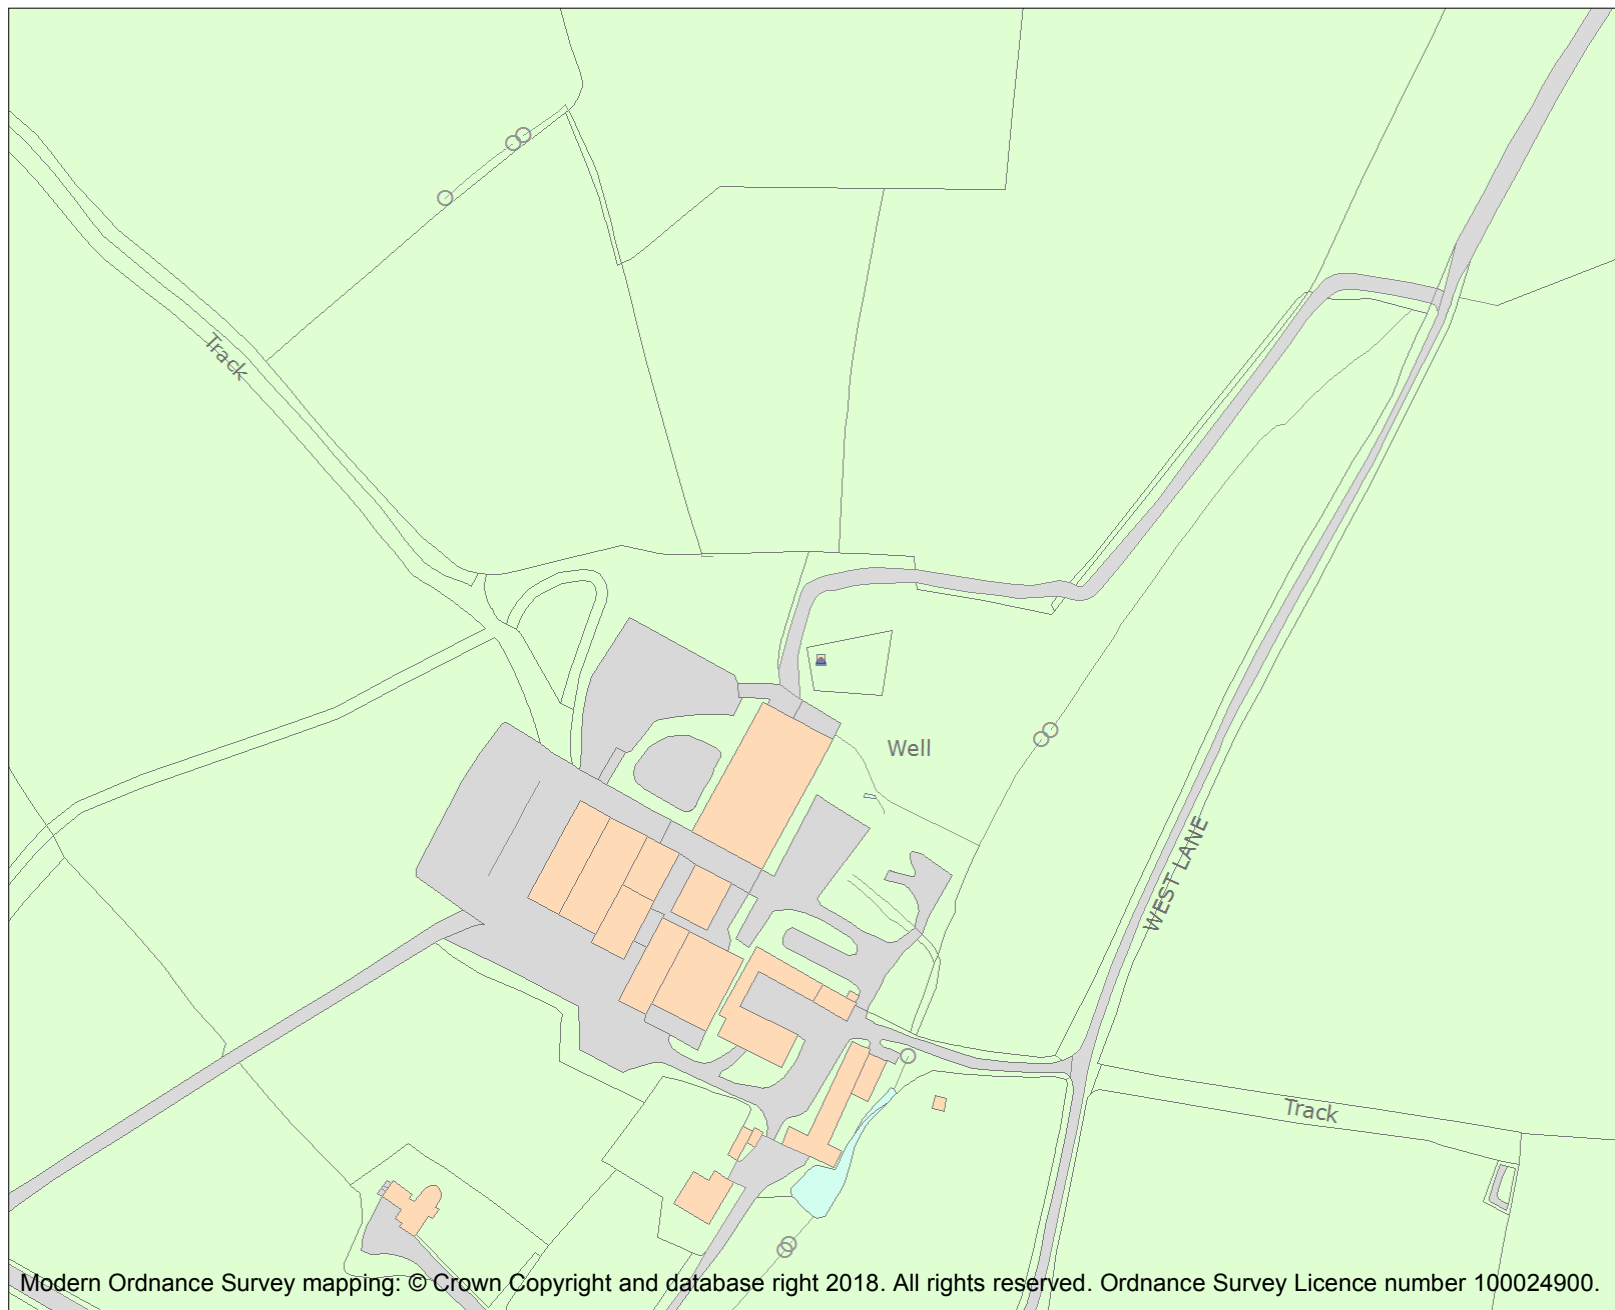 Track
Well
WEST LANE
Track
Modern Ordnance Survey mapping: © Crown Copyright and database right 2018. All rights reserved. Ordnance Survey Licence number 100024900.